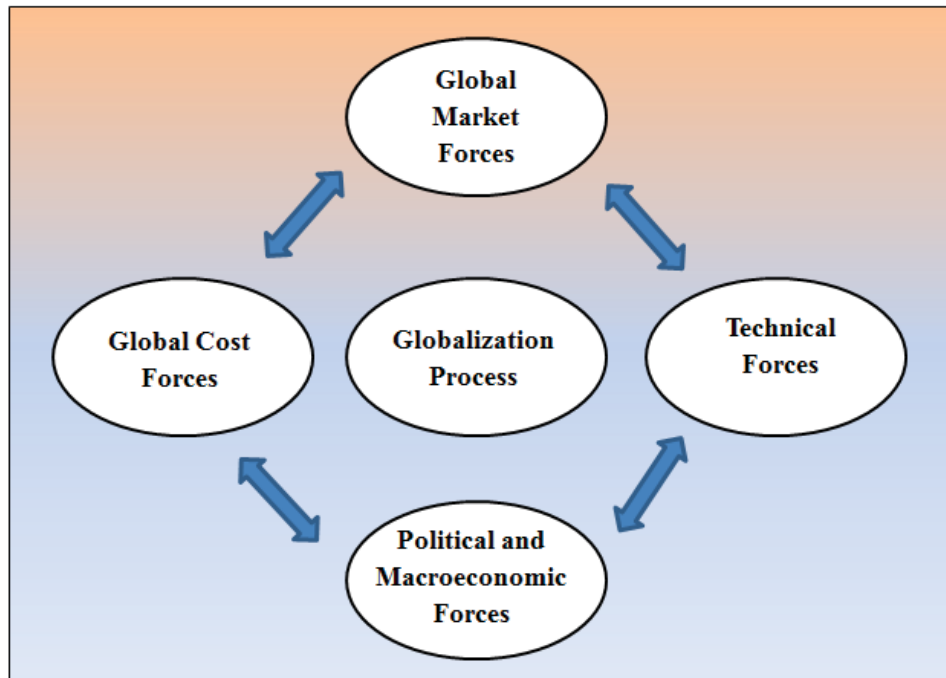 Global
Market
Forces
Global Cost
Forces
Globalization
Process
Technical
Forces
Political and
Macroeconomic
Forces